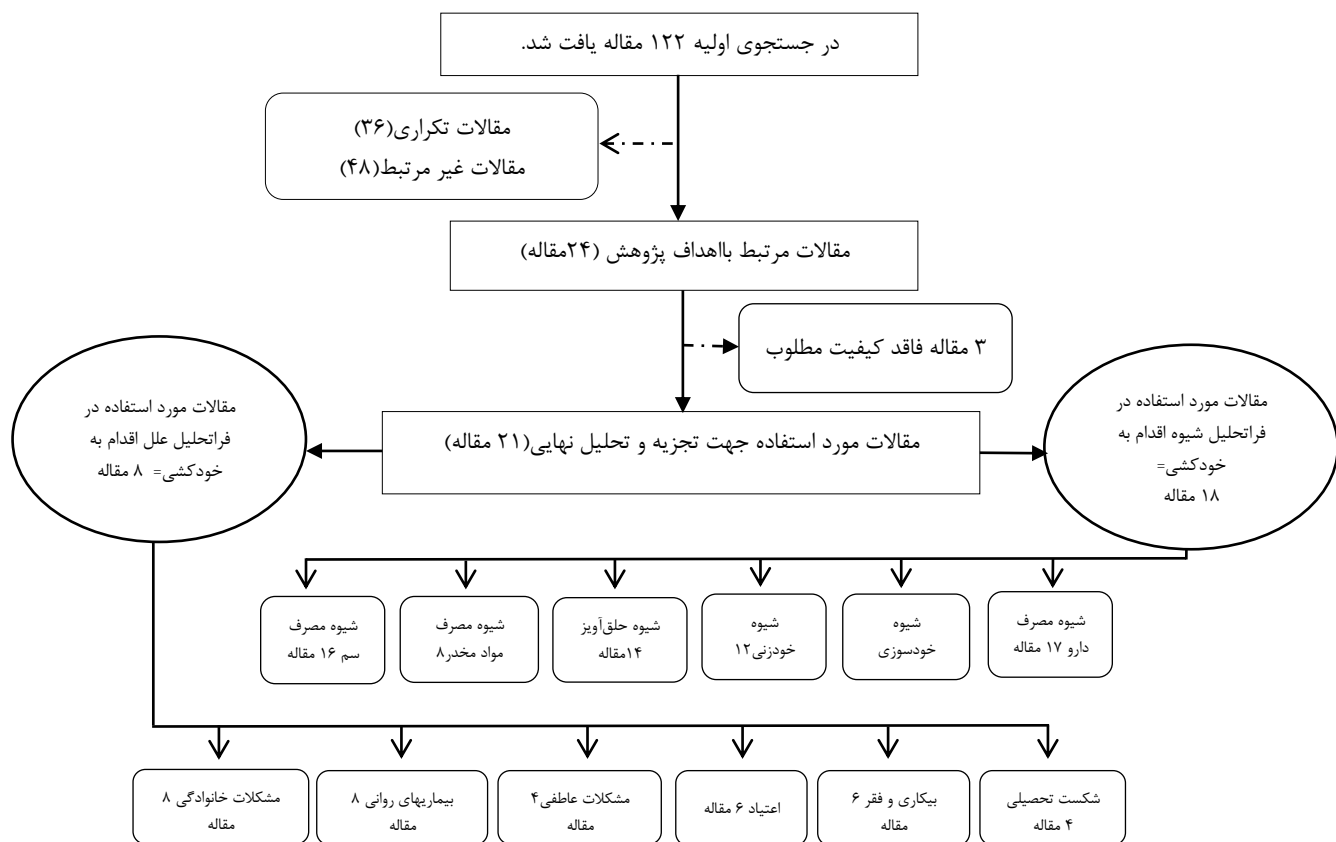 در جستجوی اولیه ۱۲۲ مقاله یافت شد.
مقالات تکراری(۳۶)
مقالات غیر مرتبط(۴۸)
مقالات مرتبط بااهداف پژوهش (۲۴مقاله)
۳ مقاله فاقد کیفیت مطلوب
مقالات مورد استفاده جهت تجزیه و تحلیل نهایی(۲۱ مقاله)
مقالات مورد استفاده در
فراتحلیل شیوه اقدام به
خودکشی=
۱۸ مقاله
مقالات مورد استفاده در
فراتحلیل علل اقدام به
خودکشی= ۸ مقاله
شیوه مصرف
دارو ۱۷ مقاله
شیوه
خودسوزی
شیوه
خودزنی۱۲
شیوه حلق‌آویز
۱۴مقاله
شیوه مصرف
مواد مخدر۸
شیوه مصرف
سم ۱۶ مقاله
شکست تحصیلی
۴ مقاله
بیکاری و فقر ۶
مقاله
اعتیاد ۶ مقاله
مشکلات عاطفی۴
مقاله
بیماریهای روانی ۸
مقاله
مشکلات خانوادگی ۸
مقاله